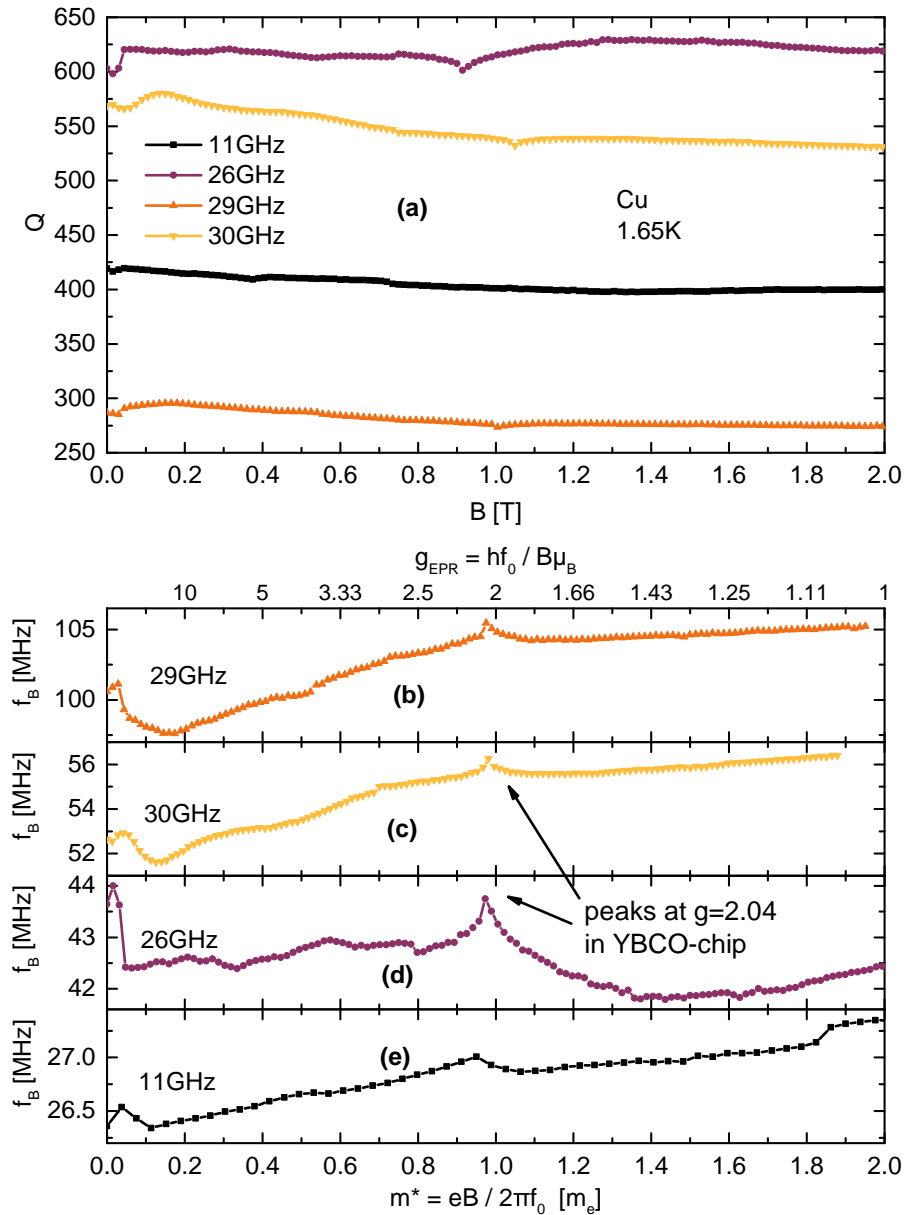 650
600
550
500
450
400
350
300
250
Q
11GHz
26GHz
29GHz
30GHz
(a)
Cu
1.65K
0.0 0.2 0.4 0.6 0.8 1.0 1.2 1.4 1.6 1.8 2.0
B [T]
g_EPR = hf_0 / Bμ_B
10 5 3.33 2.5 2 1.66 1.43 1.25 1.11 1
105
100
f_B [MHz]
29GHz
(b)
56
54
52
f_B [MHz]
30GHz
(c)
44
43
42
f_B [MHz]
26GHz
(d)
peaks at g=2.04
in YBCO-chip
27.0
26.5
f_B [MHz]
11GHz
(e)
0.0 0.2 0.4 0.6 0.8 1.0 1.2 1.4 1.6 1.8 2.0
m* = eB / 2πf_0 [m_e]